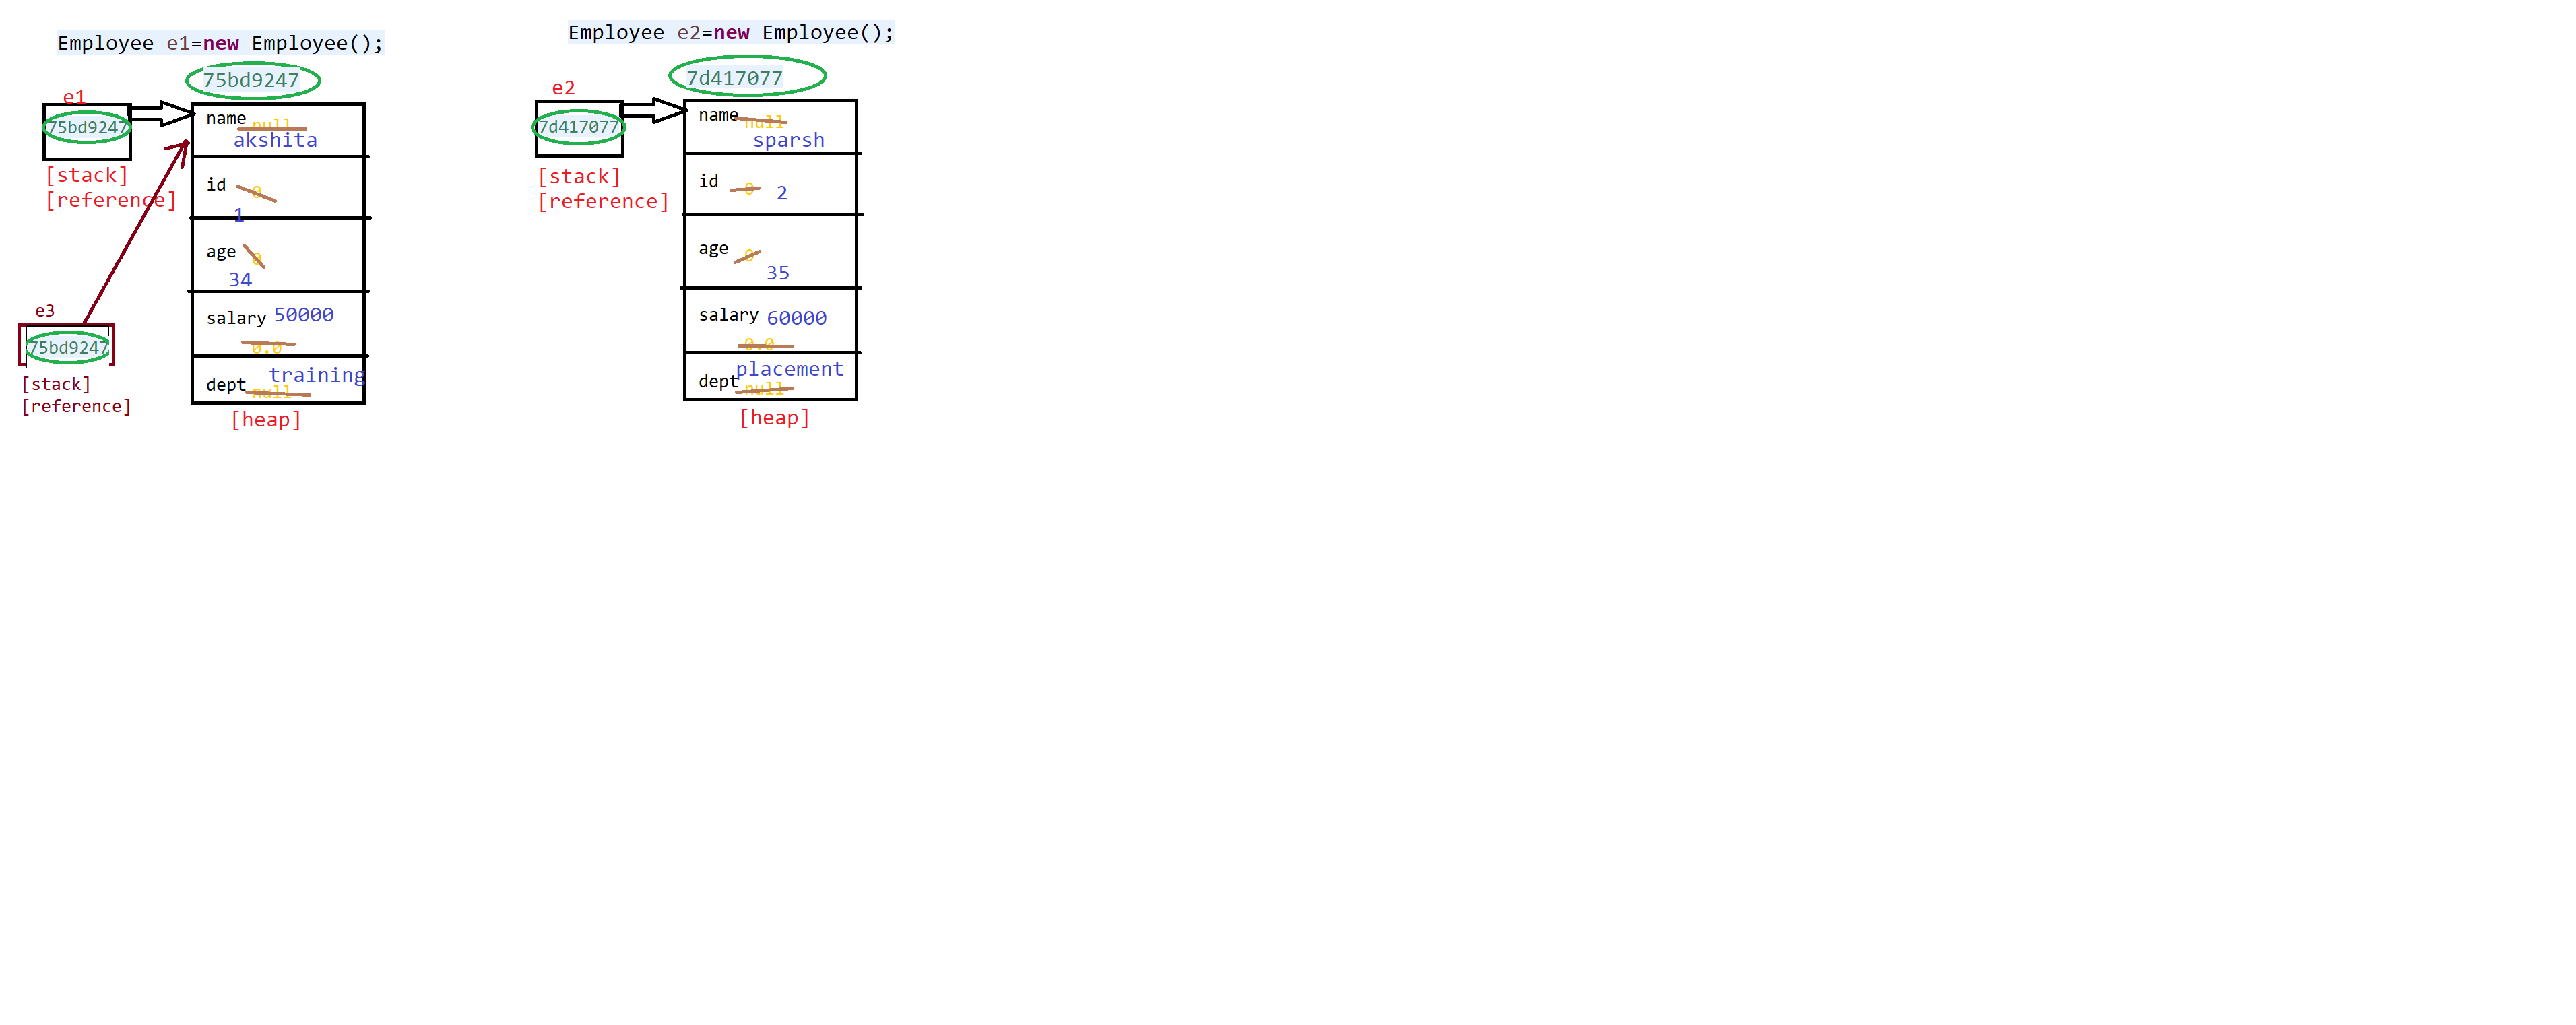 Employee e1=new Employee();
75bd9247
e1
75bd9247
[stack]
[reference]
name null
akshita
id 0
1
age 0
34
salary 50000
0.0
dept training
null
[heap]
e3
75bd9247
[stack]
[reference]
Employee e2=new Employee();
7d417077
e2
7d417077
[stack]
[reference]
name null
sparsh
id 0 2
age 0
35
salary 60000
0.0
placement
dept null
[heap]